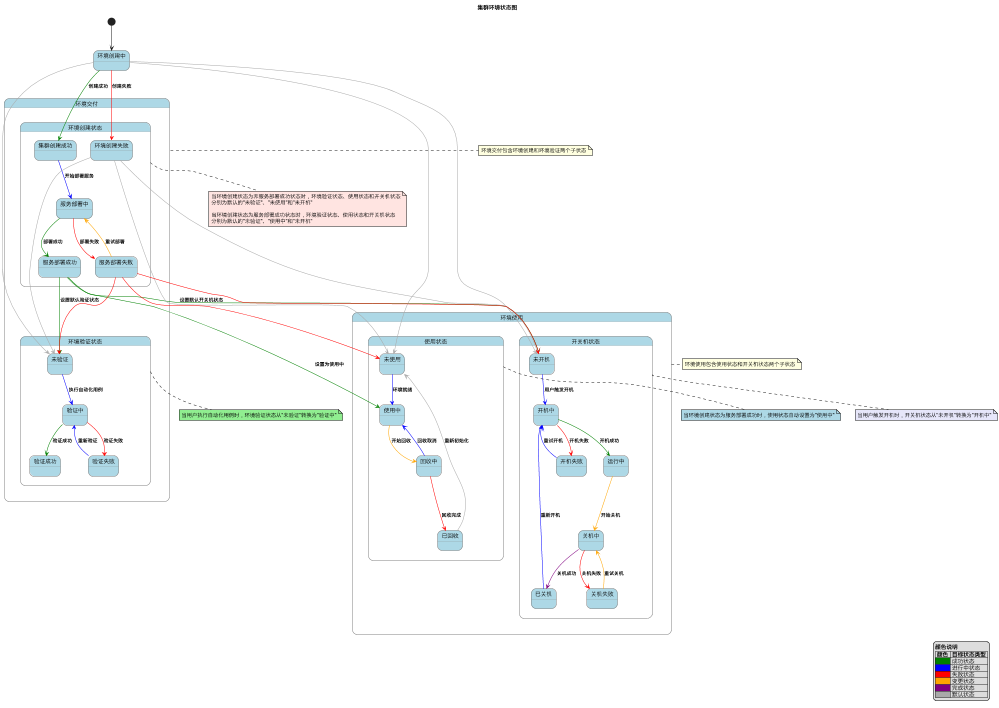 集群环境状态图
环境创建中
创建成功
创建失败
环境交付
环境创建状态
集群创建成功
环境创建失败
环境交付包含环境创建和环境验证两个子状态
开始部署服务
当环境创建状态为非服务部署成功状态时，环境验证状态、使用状态和开关机状态
分别为默认的"未验证"、"未使用"和"未开机"
当环境创建状态为服务部署成功状态时，环境验证状态、使用状态和开关机状态
分别为默认的"未验证"、"使用中"和"未开机"
服务部署中
部署成功
部署失败
重试部署
服务部署成功
服务部署失败
设置默认验证状态
设置默认开关机状态
环境使用
环境验证状态
使用状态
开关机状态
未验证
未使用
未开机
设置为使用中
环境使用包含使用状态和开关机状态两个子状态
执行自动化用例
环境就绪
用户触发开机
验证中
使用中
开机中
当用户执行自动化用例时，环境验证状态从"未验证"转换为"验证中"
当环境创建状态为服务部署成功时，使用状态自动设置为"使用中"
当用户触发开机时，开关机状态从"未开机"转换为"开机中"
验证成功
重新验证
验证失败
开始回收
回收取消
重新初始化
重试开机
开机失败
开机成功
验证成功
验证失败
回收中
开机失败
运行中
回收完成
重新开机
开始关机
已回收
关机中
关机成功
关机失败
重试关机
已关机
关机失败
颜色说明
颜色 目标状态类型
成功状态
进行中状态
失败状态
变更状态
完成状态
默认状态